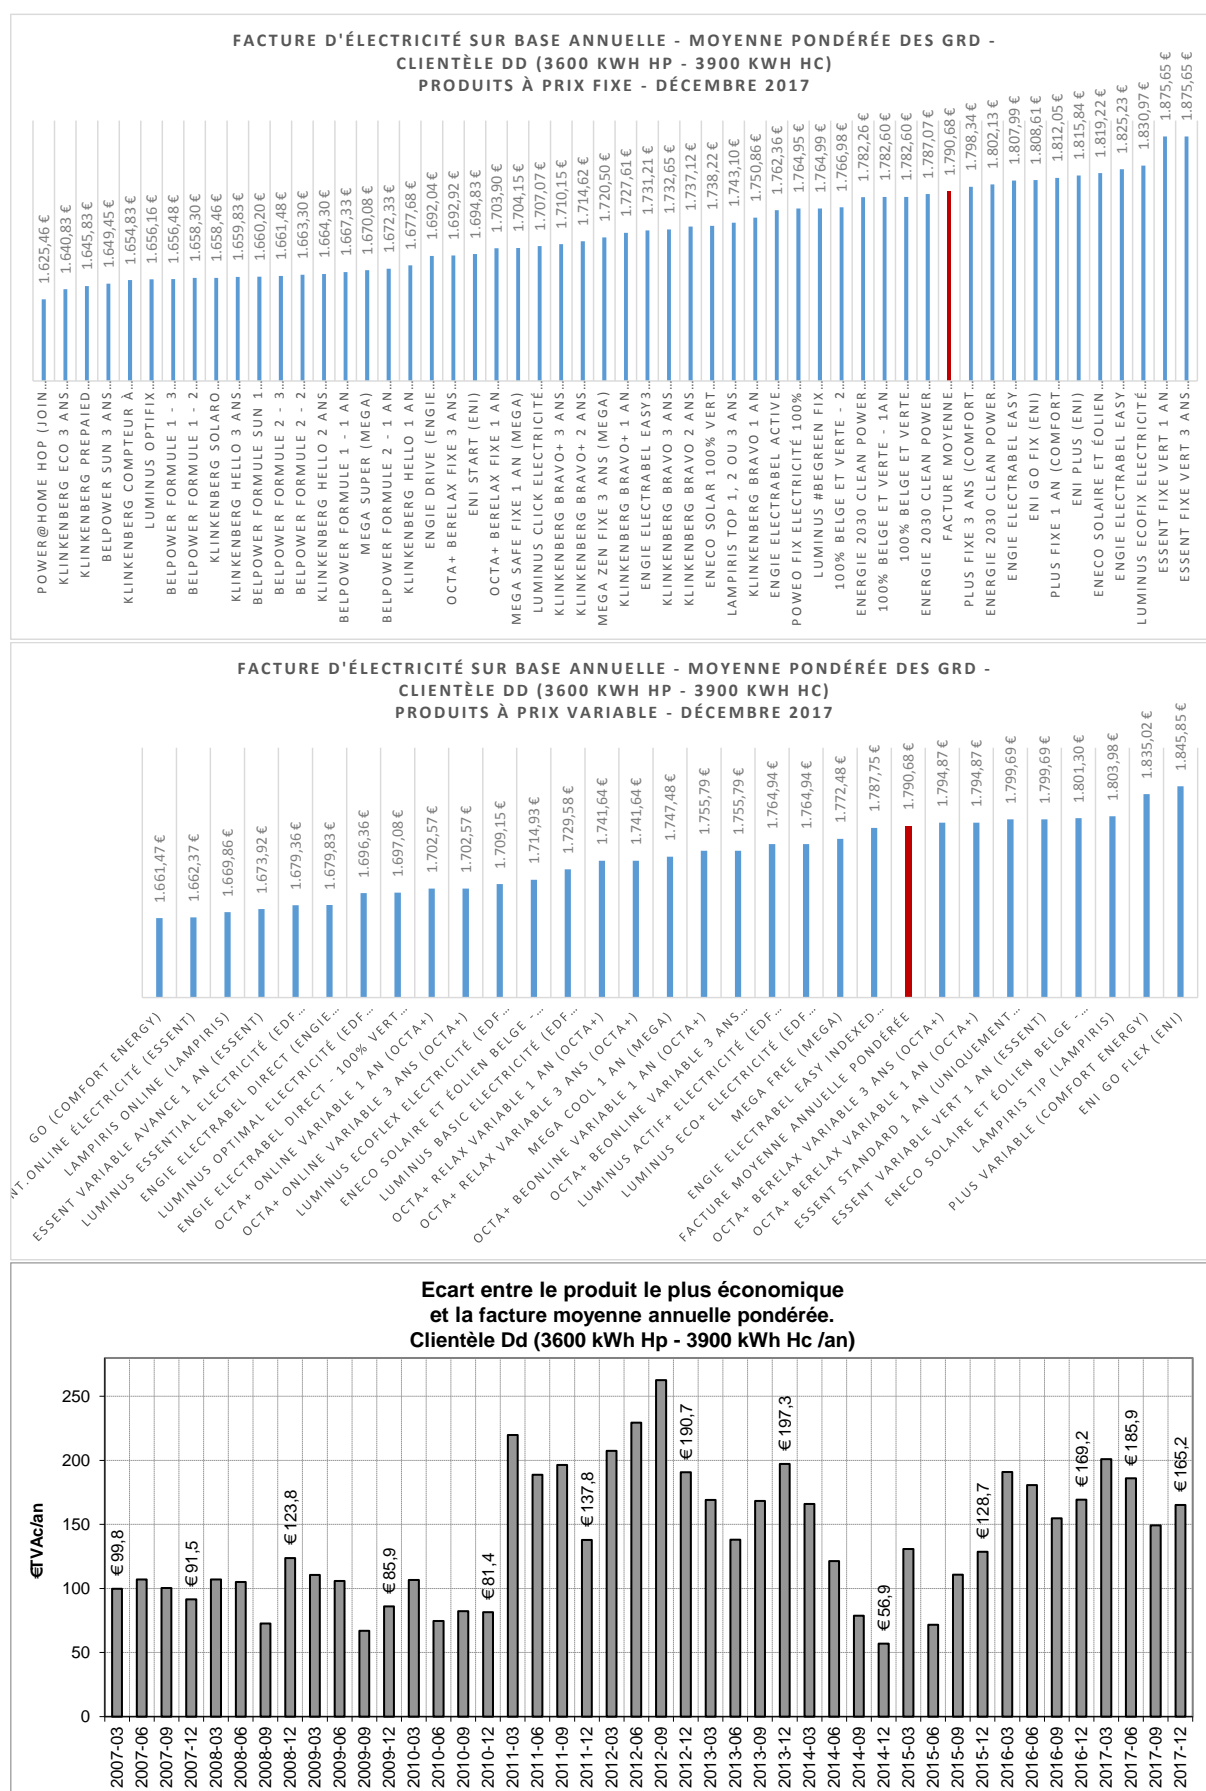 FACTURE D'ÉLECTRICITÉ SUR BASE ANNUELLE - MOYENNE PONDÉRÉE DES GRD -
CLIENTÈLE DD (3600 KWH HP - 3900 KWH HC)
PRODUITS À PRIX FIXE - DÉCEMBRE 2017
1.625,46 €
1.640,83 €
1.645,83 €
1.649,45 €
1.654,83 €
1.656,16 €
1.656,48 €
1.658,30 €
1.658,46 €
1.659,83 €
1.660,20 €
1.661,48 €
1.663,30 €
1.664,30 €
1.667,33 €
1.670,08 €
1.672,33 €
1.677,68 €
1.692,04 €
1.692,92 €
1.694,83 €
1.703,90 €
1.704,15 €
1.707,07 €
1.710,15 €
1.714,62 €
1.720,50 €
1.727,61 €
1.731,21 €
1.732,65 €
1.737,12 €
1.738,22 €
1.743,10 €
1.750,86 €
1.762,36 €
1.764,95 €
1.764,99 €
1.766,98 €
1.782,26 €
1.782,60 €
1.782,60 €
1.787,07 €
1.790,68 €
1.798,34 €
1.802,13 €
1.807,99 €
1.808,61 €
1.812,05 €
1.815,84 €
1.819,22 €
1.825,23 €
1.830,97 €
1.875,65 €
1.875,65 €
POWER@HOME HOP (JOIN…
KLINKENBERG ECO 3 ANS…
KLINKENBERG PREPAIED…
BELPOWER SUN 3 ANS…
KLINKENBERG COMPTEUR À…
LUMINUS OPTIFIX…
BELPOWER FORMULE 1 - 3…
BELPOWER FORMULE 1 - 2…
KLINKENBERG SOLARO…
KLINKENBERG HELLO 3 ANS…
BELPOWER FORMULE SUN 1…
BELPOWER FORMULE 2 - 3…
BELPOWER FORMULE 2 - 2…
KLINKENBERG HELLO 2 ANS…
BELPOWER FORMULE 1 - 1 AN…
MEGA SUPER (MEGA)
BELPOWER FORMULE 2 - 1 AN…
KLINKENBERG HELLO 1 AN…
ENGIE DRIVE (ENGIE…
OCTA+ BERELAX FIXE 3 ANS…
ENI START (ENI)
OCTA+ BERELEX FIXE 1 AN…
MEGA SAFE FIXE 1 AN (MEGA)
LUMINUS CLICK ELECTRICITÉ…
KLINKENBERG BRAVO+ 3 ANS…
KLINKENBERG BRAVO+ 2 ANS…
MEGA ZEN FIXE 3 ANS (MEGA)
KLINKENBERG BRAVO+ 1 AN…
ENGIE ELECTRABEL EASY3…
KLINKENBERG BRAVO 3 ANS…
KLINKENBERG BRAVO 2 ANS…
ENECO SOLAR 100% VERT…
LAMPIRIS TOP 1, 2 OU 3 ANS…
KLINKENBERG BRAVO 1 AN…
ENGIE ELECTRABEL ACTIVE…
POWEO FIX ELECTRICITÉ 100%…
LUMINUS #BEGREEN FIX…
100% BELGE ET VERTE - 2…
ENERGIE 2030 CLEAN POWER…
100% BELGE ET VERTE - 1AN…
100% BELGE ET VERTE…
ENERGIE 2030 CLEAN POWER…
FACTURE MOYENNE…
PLUS FIXE 3 ANS (COMFORT…
ENERGIE 2030 CLEAN POWER…
ENGIE ELECTRABEL EASY…
ENI GO FIX (ENI)
PLUS FIXE 1 AN (COMFORT…
ENI PLUS (ENI)
ENECO SOLAIRE ET ÉOLIEN…
ENGIE ELECTRABEL EASY…
LUMINUS ECOFIX ELECTRICITÉ…
ESSENT FIXE VERT 1 AN…
ESSENT FIXE VERT 3 ANS…
FACTURE D'ÉLECTRICITÉ SUR BASE ANNUELLE - MOYENNE PONDÉRÉE DES GRD -
CLIENTÈLE DD (3600 KWH HP - 3900 KWH HC)
PRODUITS À PRIX VARIABLE - DÉCEMBRE 2017
1.661,47 €
1.662,37 €
1.669,86 €
1.673,92 €
1.679,36 €
1.679,83 €
1.696,36 €
1.697,08 €
1.702,57 €
1.702,57 €
1.709,15 €
1.714,93 €
1.729,58 €
1.741,64 €
1.741,64 €
1.747,48 €
1.755,79 €
1.755,79 €
1.764,94 €
1.764,94 €
1.772,48 €
1.787,75 €
1.790,68 €
1.794,87 €
1.794,87 €
1.799,69 €
1.799,69 €
1.801,30 €
1.803,98 €
1.835,02 €
1.845,85 €
GO (COMFORT ENERGY)
NT.ONLINE ÉLECTRICITÉ (ESSENT)
LAMPIRIS ONLINE (LAMPIRIS)
ESSENT VARIABLE AVANCE 1 AN (ESSENT)
LUMINUS ESSENTIAL ELECTRICITÉ (EDF…
ENGIE ELECTRABEL DIRECT (ENGIE…
LUMINUS OPTIMAL ELECTRICITÉ (EDF…
ENGIE ELECTRABEL DIRECT - 100% VERT…
OCTA+ ONLINE VARIABLE 1 AN (OCTA+)
OCTA+ ONLINE VARIABLE 3 ANS (OCTA+)
LUMINUS ECOFLEX ELECTRICITÉ (EDF…
ENECO SOLAIRE ET ÉOLIEN BELGE -…
LUMINUS BASIC ELECTRICITÉ (EDF…
OCTA+ RELAX VARIABLE 1 AN (OCTA+)
OCTA+ RELAX VARIABLE 3 ANS (OCTA+)
MEGA COOL 1 AN (MEGA)
OCTA+ BEONLINE VARIABLE 1 AN (OCTA+)
OCTA+ BEONLINE VARIABLE 3 ANS…
LUMINUS ACTIF+ ELECTRICITÉ (EDF…
LUMINUS ECO+ ELECTRICITÉ (EDF…
MEGA FREE (MEGA)
ENGIE ELECTRABEL EASY INDEXED…
FACTURE MOYENNE ANNUELLE PONDÉRÉE
OCTA+ BERELAX VARIABLE 3 ANS (OCTA+)
OCTA+ BERELAX VARIABLE 1 AN (OCTA+)
ESSENT STANDARD 1 AN (UNIQUEMENT…
ESSENT VARIABLE VERT 1 AN (ESSENT)
ENECO SOLAIRE ET ÉOLIEN BELGE -…
LAMPIRIS TIP (LAMPIRIS)
PLUS VARIABLE (COMFORT ENERGY)
ENI GO FLEX (ENI)
Ecart entre le produit le plus économique
et la facture moyenne annuelle pondérée.
Clientèle Dd (3600 kWh Hp - 3900 kWh Hc /an)
€TVAc/an
250
200
150
100
50
0
€ 99,8
€ 91,5
€ 123,8
€ 85,9
€ 81,4
€ 137,8
€ 190,7
€ 197,3
€ 56,9
€ 128,7
€ 169,2
€ 185,9
€ 165,2
2007-03
2007-06
2007-09
2007-12
2008-03
2008-06
2008-09
2008-12
2009-03
2009-06
2009-09
2009-12
2010-03
2010-06
2010-09
2010-12
2011-03
2011-06
2011-09
2011-12
2012-03
2012-06
2012-09
2012-12
2013-03
2013-06
2013-09
2013-12
2014-03
2014-06
2014-09
2014-12
2015-03
2015-06
2015-09
2015-12
2016-03
2016-06
2016-09
2016-12
2017-03
2017-06
2017-09
2017-12